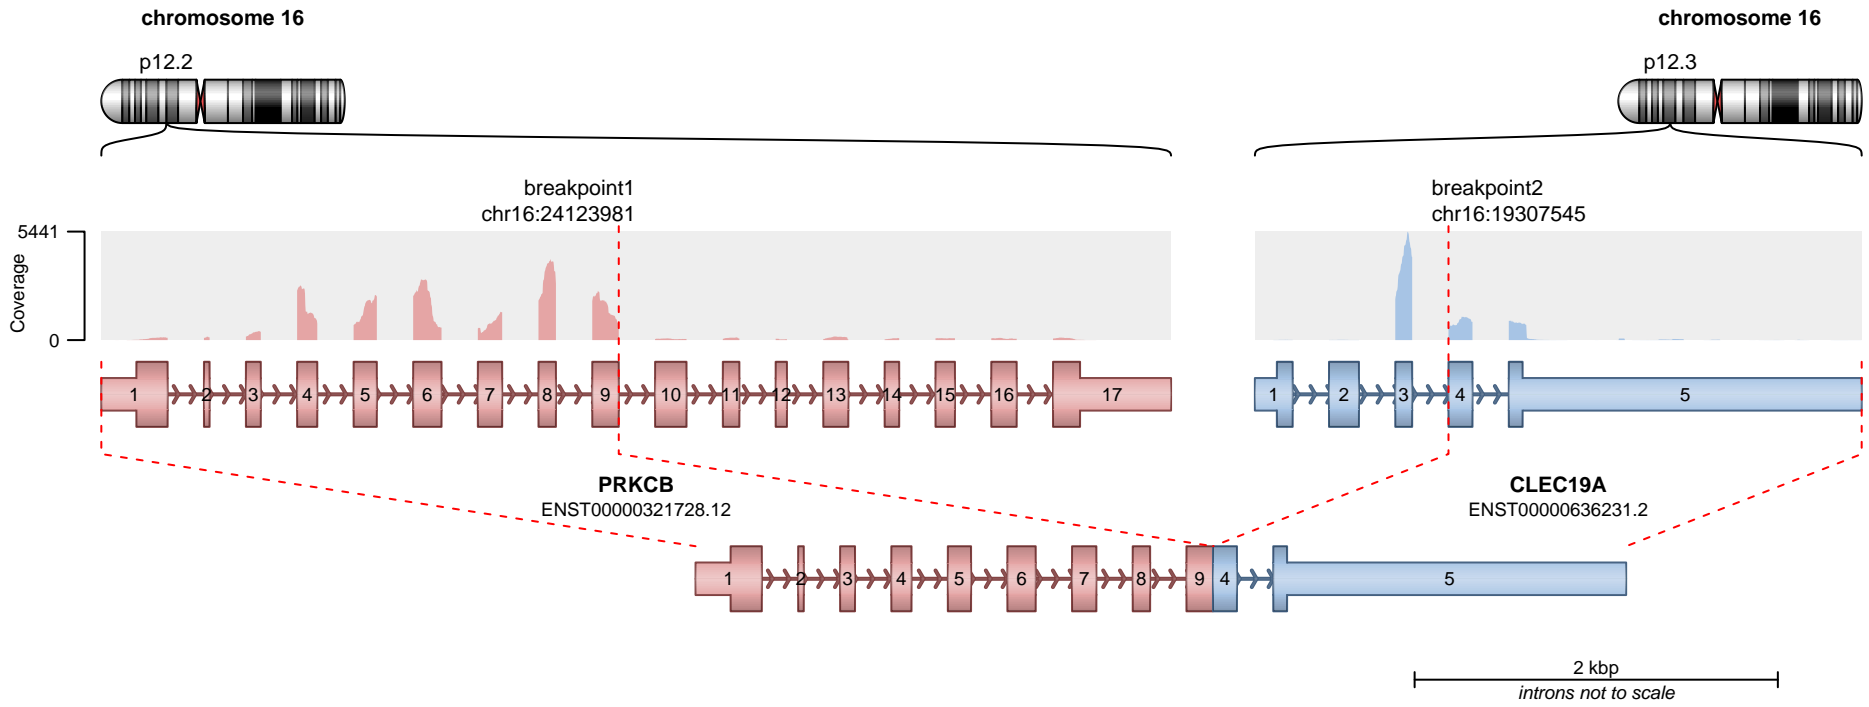 chromosome 16
chromosome 16
p12.2
p12.3
breakpoint1
chr16:24123981
breakpoint2
chr16:19307545
5441
Coverage
0
1 2 3 4 5 6 7 8 9 10 11 12 13 14 15 16 17
1 2 3 4 5
PRKCB
ENST00000321728.12
CLEC19A
ENST00000636231.2
1 2 3 4 5 6 7 8 9 4 5
2 kbp
introns not to scale